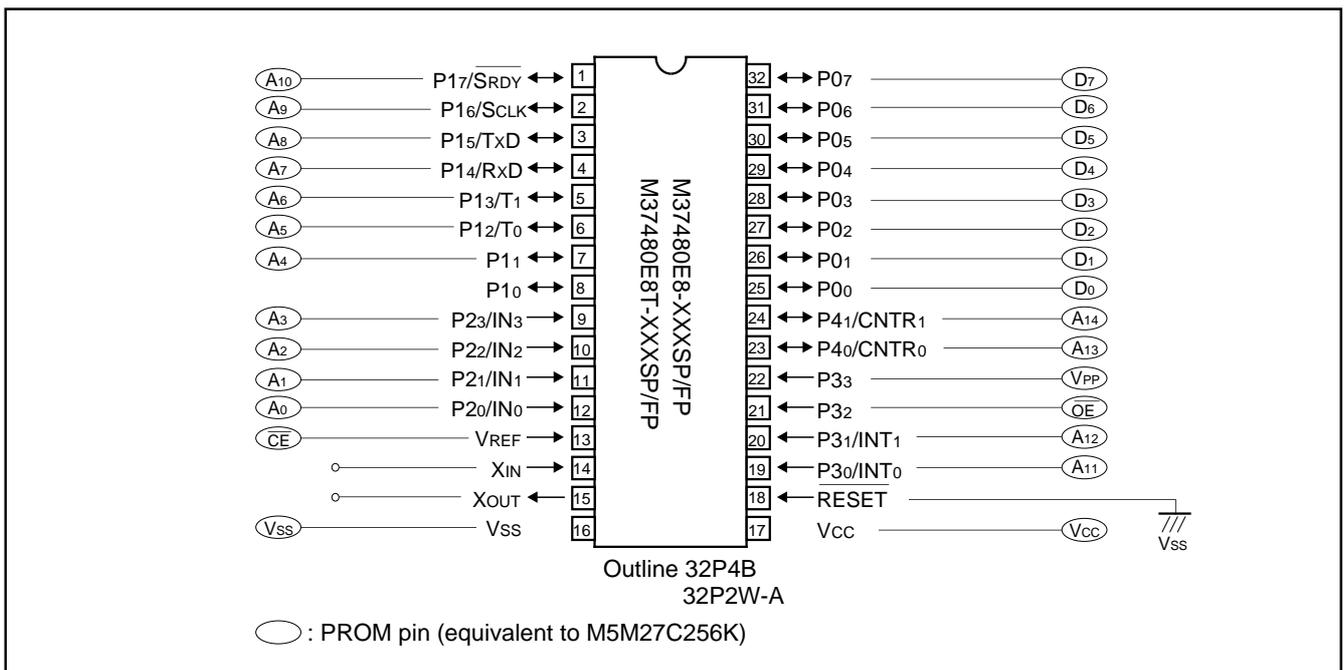 A10 P17/SRDY 1 32 P07 D7
A9 P16/SCLK 2 31 P06 D6
A8 P15/TXD 3 30 P05 D5
A7 P14/RXD 4 29 P04 D4
A6 P13/T1 5 28 P03 D3
A5 P12/T0 6 27 P02 D2
A4 P11 7 26 P01 D1
P10 8 25 P00 D0
A3 P23/IN3 9 24 P41/CNTR1 A14
A2 P22/IN2 10 23 P40/CNTR0 A13
A1 P21/IN1 11 22 P33 VPP
A0 P20/IN0 12 21 P32 OE
CE VREF 13 20 P31/INT1 A12
XIN 14 19 P30/INT0 A11
XOUT 15 18 RESET
VSS VSS 16 17 VCC VCC
VSS
M37480E8-XXXSP/FP
M37480E8T-XXXSP/FP
Outline 32P4B
32P2W-A
: PROM pin (equivalent to M5M27C256K)